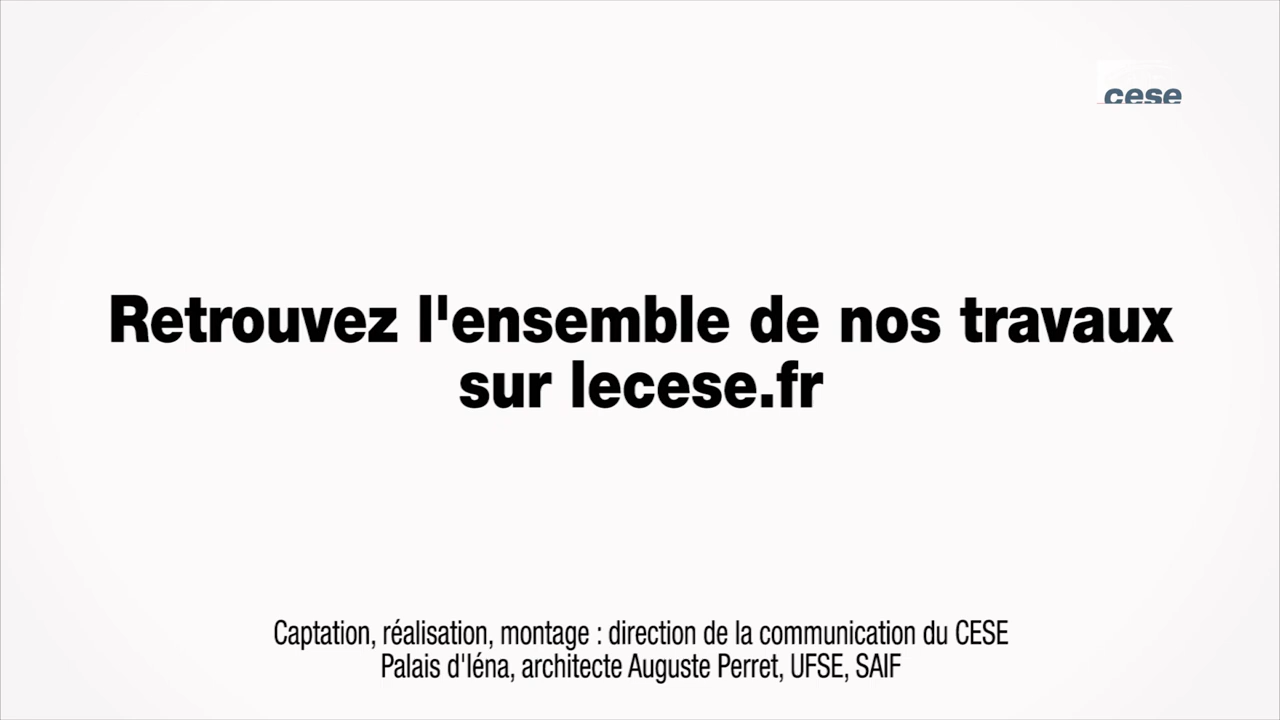 cese
Retrouvez l'ensemble de nos travaux
sur lecese.fr
Captation, réalisation, montage : direction de la communication du CESE
Palais d'Iéna, architecte Auguste Perret, UFSE, SAIF